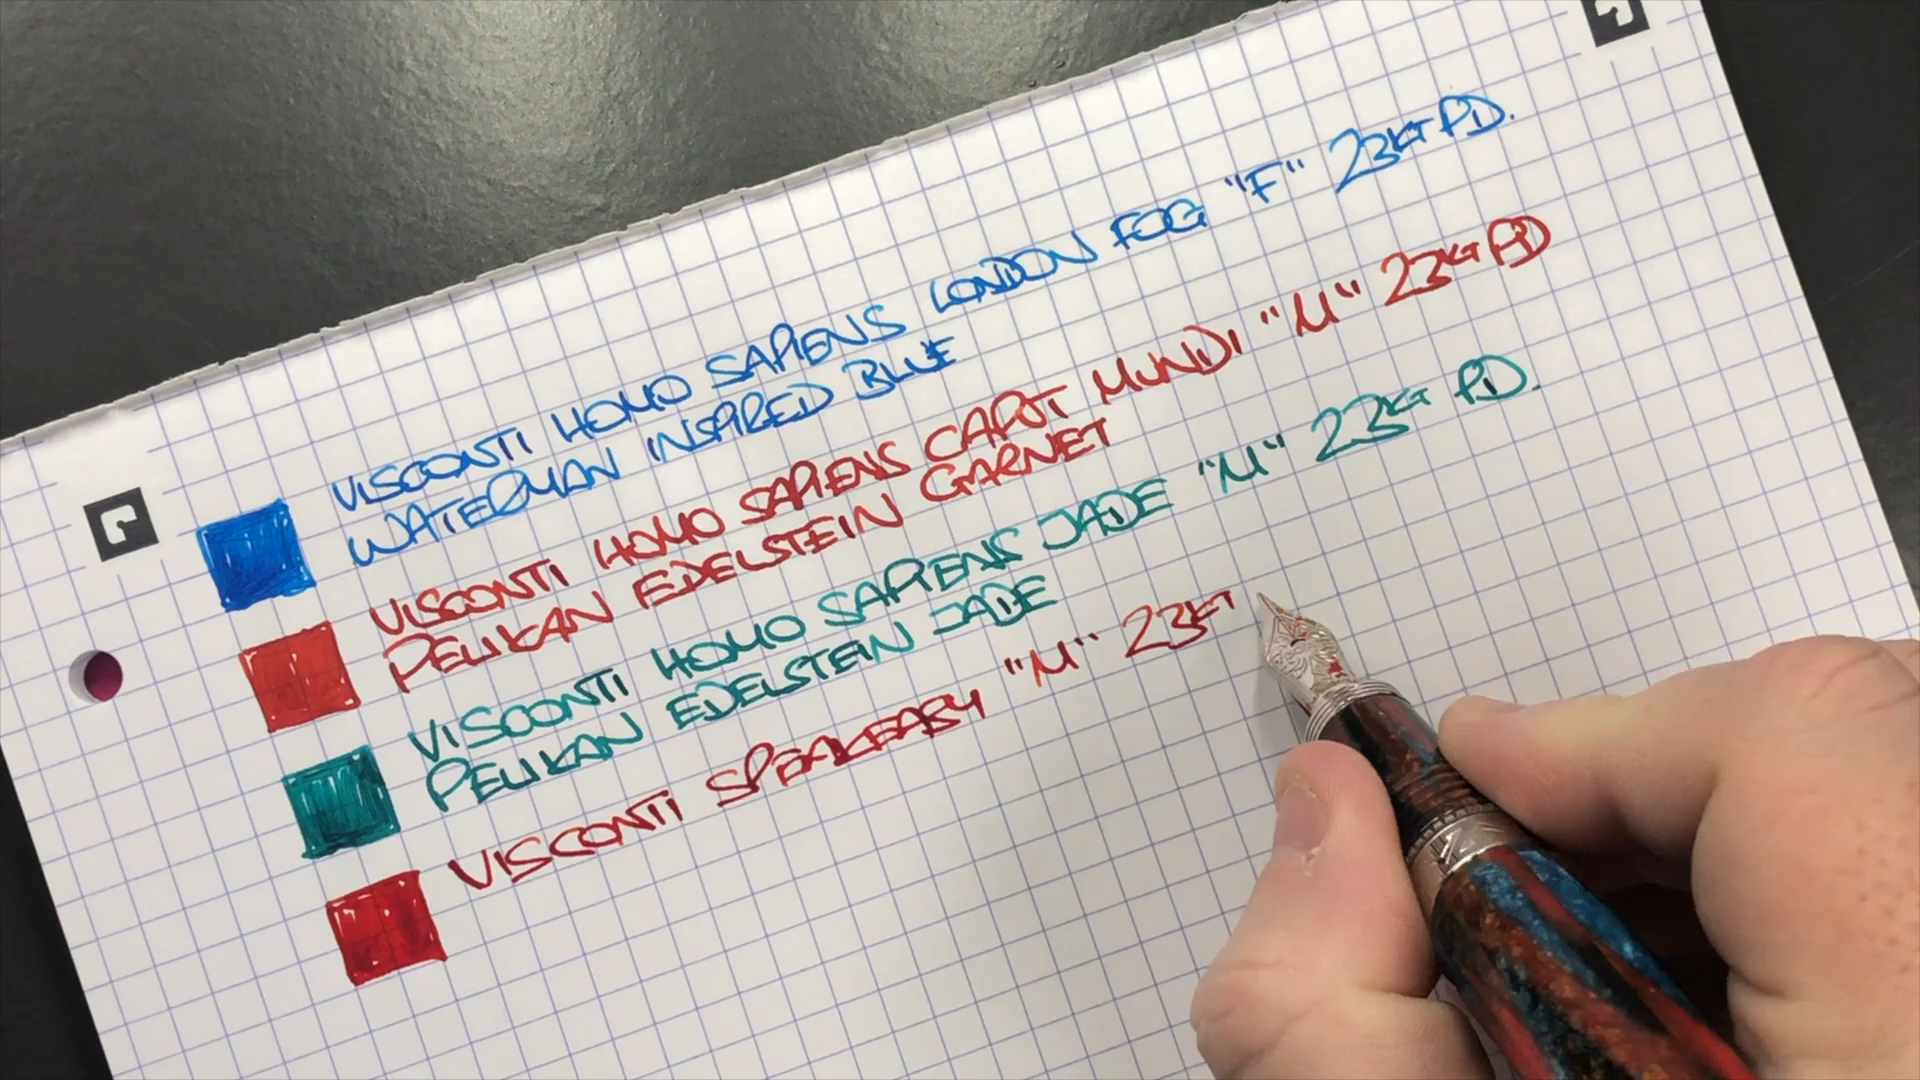 VISCONTI HOMO SAPIENS LONDON FOG "F" 23KT PD.
WATERMAN INSPIRED BLUE
VISCONTI HOMO SAPIENS CAPUT MUNDI "M" 23KT PD
PELIKAN EDELSTEIN GARNET
VISCONTI HOMO SAPIENS JADE "M" 23KT PD.
PELIKAN EDELSTEIN JADE
VISCONTI SPEAKEASY "M" 23KT